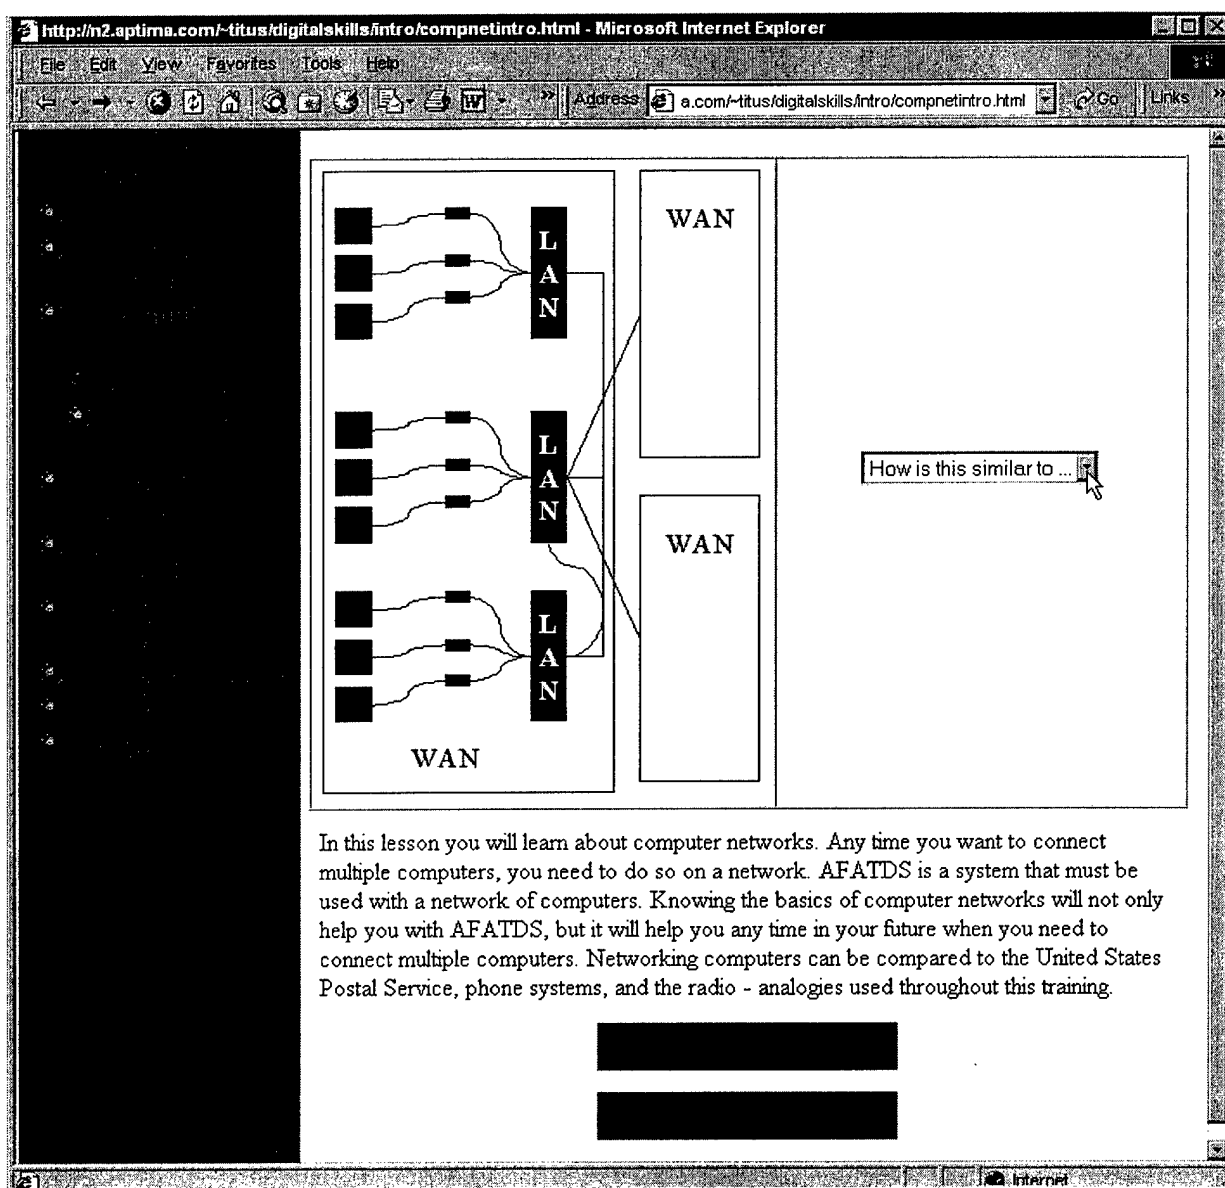 http://n2.aptima.com/~titus/digitalskills/intro/compnetintro.html - Microsoft Internet Explorer
File Edit View Favorites Tools Help
W » Address a.com/~titus/digitalskills/intro/compnetintro.html Go Links »
LAN
WAN
LAN
How is this similar to ...
WAN
LAN
WAN
In this lesson you will learn about computer networks. Any time you want to connect
multiple computers, you need to do so on a network. AFATDS is a system that must be
used with a network of computers. Knowing the basics of computer networks will not only
help you with AFATDS, but it will help you any time in your future when you need to
connect multiple computers. Networking computers can be compared to the United States
Postal Service, phone systems, and the radio - analogies used throughout this training.
Internet